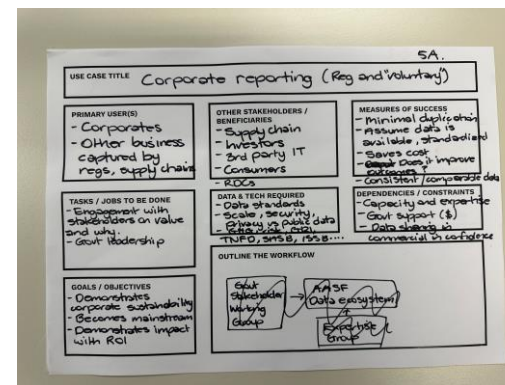 5A.
USE CASE TITLE Corporate reporting (Reg and "voluntary")
PRIMARY USER(S)
- Corporates
- Other business
captured by
regs, supply chain
OTHER STAKEHOLDERS /
BENEFICIARIES
- Supply chain
- Investors
- 3rd party IT
- Consumers
- RDCs
MEASURES OF SUCCESS
- Minimal duplication
- Assume data is
available, standardised
- Saves cost
- Does it improve
outcomes?
- Consistent / comparable data
TASKS / JOBS TO BE DONE
- Engagement with
stakeholders on value
and why.
- Govt leadership
DATA & TECH REQUIRED
- Data standards
- Scale, security,
privacy vs public data
GRI,
TNFD, SASB, ISSB....
DEPENDENCIES / CONSTRAINTS
- Capacity and expertise
- Govt support ($)
- Data sharing in
commercial in confidence
GOALS / OBJECTIVES
- Demonstrates
corporate sustainability
- Becomes mainstream
- Demonstrates impact
with ROI
OUTLINE THE WORKFLOW
Govt
Stakeholder
Working
Group
AASF
Data ecosystem
Expertise
Group